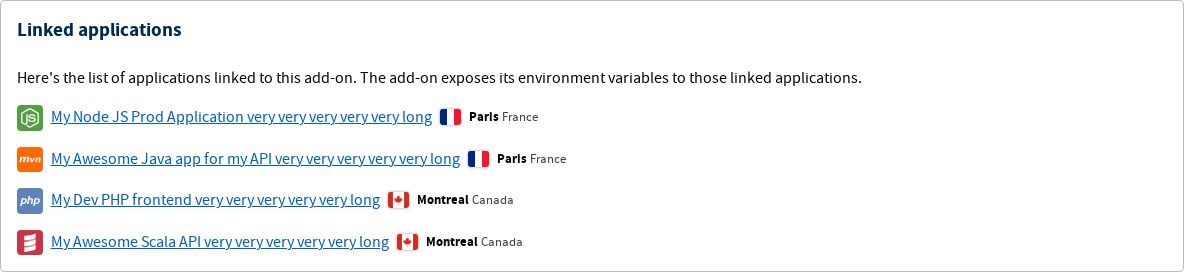 Linked applications
Here's the list of applications linked to this add-on. The add-on exposes its environment variables to those linked applications.
JS My Node JS Prod Application very very very very very long Paris France
mvn My Awesome Java app for my API very very very very very long Paris France
php My Dev PHP frontend very very very very very long Montreal Canada
My Awesome Scala API very very very very very long Montreal Canada